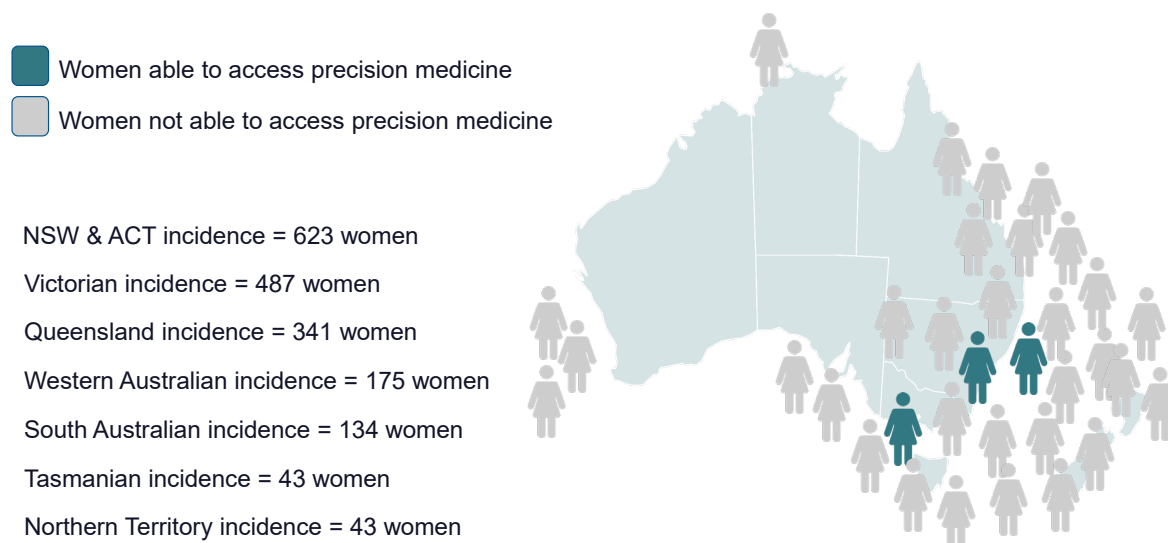 Women able to access precision medicine
Women not able to access precision medicine
NSW & ACT incidence = 623 women
Victorian incidence = 487 women
Queensland incidence = 341 women
Western Australian incidence = 175 women
South Australian incidence = 134 women
Tasmanian incidence = 43 women
Northern Territory incidence = 43 women